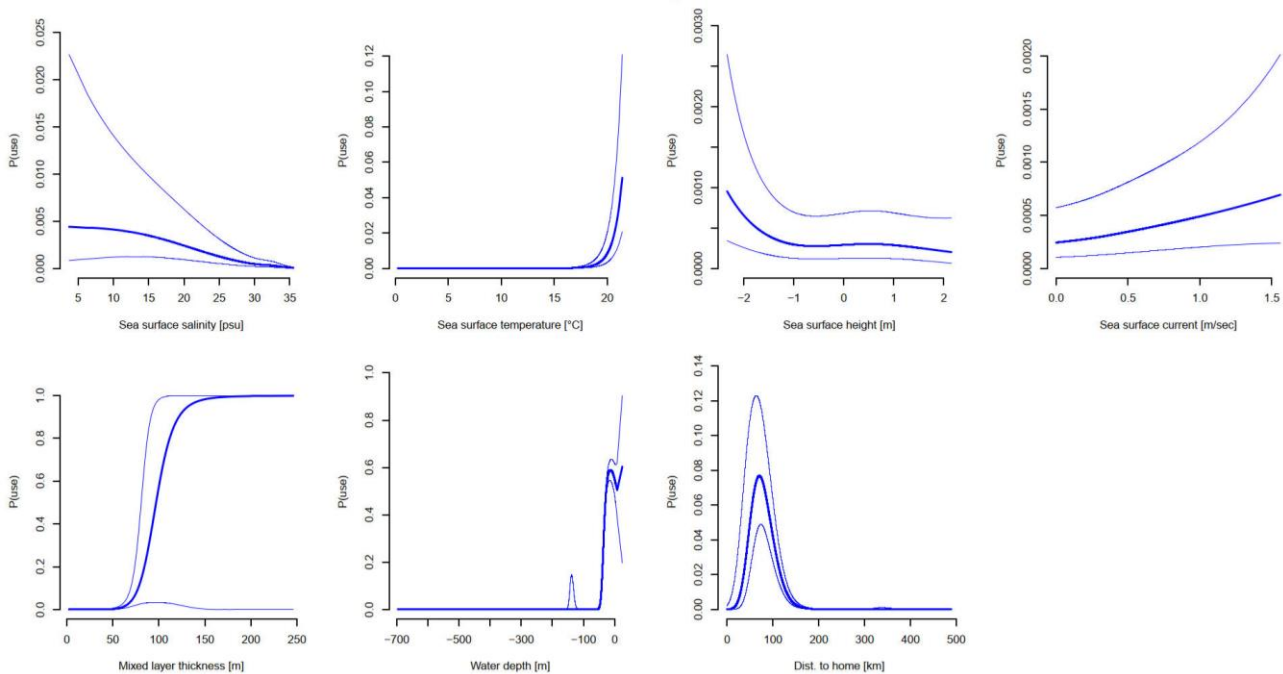 0.000 0.005 0.010 0.015 0.020 0.025
P(use)
5 10 15 20 25 30 35
Sea surface salinity [psu]
0.00 0.02 0.04 0.06 0.08 0.10 0.12
P(use)
0 5 10 15 20
Sea surface temperature [°C]
0.0000 0.0010 0.0020 0.0030
P(use)
−2 −1 0 1 2
Sea surface height [m]
0.0000 0.0005 0.0010 0.0015 0.0020
P(use)
0.0 0.5 1.0 1.5
Sea surface current [m/sec]
0.0 0.2 0.4 0.6 0.8 1.0
P(use)
0 50 100 150 200 250
Mixed layer thickness [m]
0.0 0.2 0.4 0.6 0.8 1.0
P(use)
−700 −500 −300 −100 0
Water depth [m]
0.00 0.02 0.04 0.06 0.08 0.10 0.12 0.14
P(use)
0 100 200 300 400 500
Dist. to home [km]